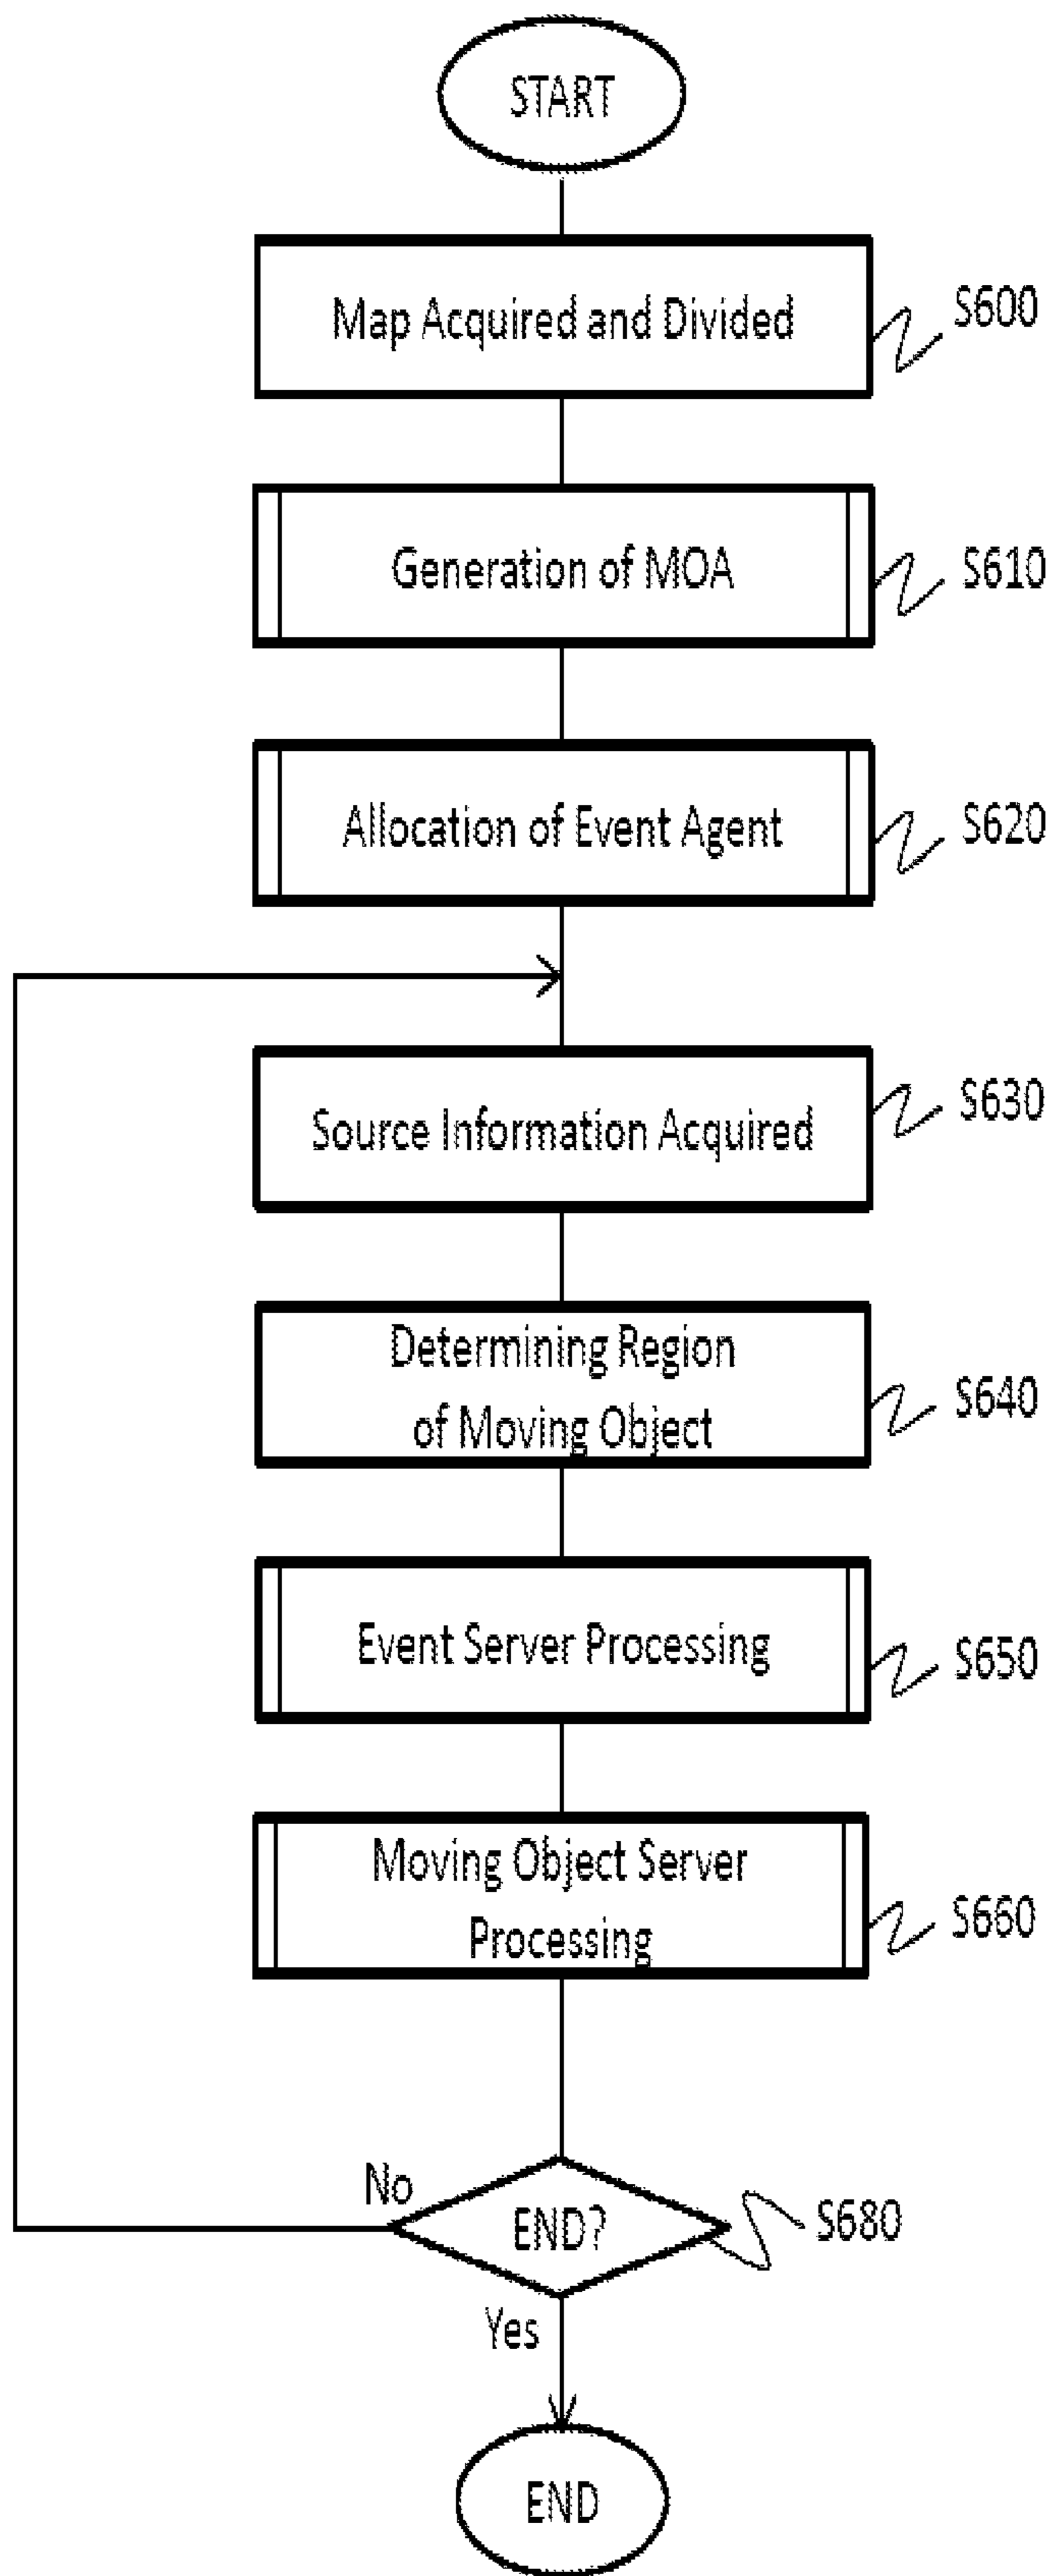 START
Map Acquired and Divided
S600
Generation of MOA
S610
Allocation of Event Agent
S620
Source Information Acquired
S630
Determining Region
of Moving Object
S640
Event Server Processing
S650
Moving Object Server
Processing
S660
No
END?
S680
Yes
END